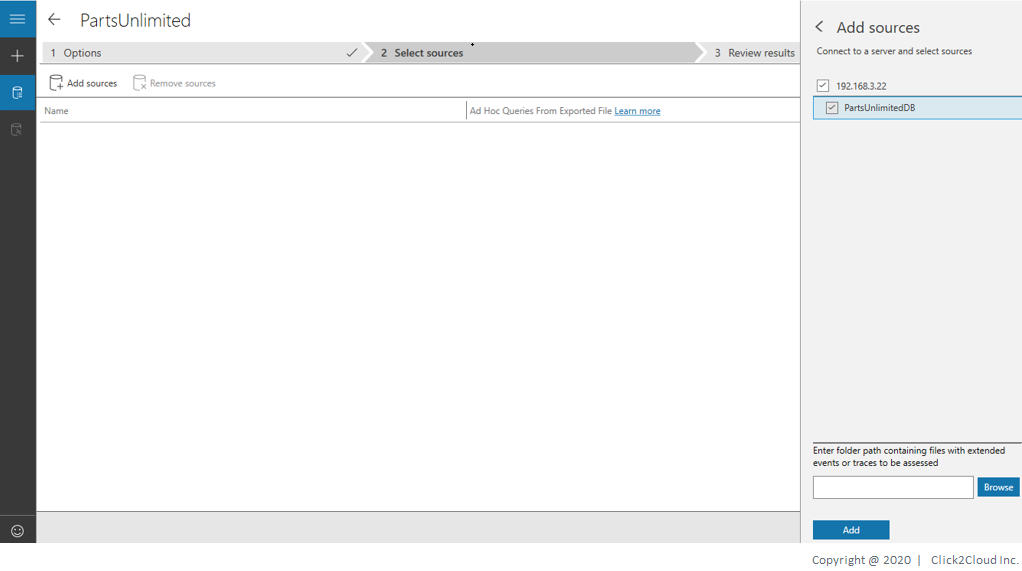 PartsUnlimited
1 Options
2 Select sources
3 Review results
Add sources
Remove sources
Name
Ad Hoc Queries From Exported File Learn more
Add sources
Connect to a server and select sources
192.168.3.22
PartsUnlimitedDB
Enter folder path containing files with extended
events or traces to be assessed
Browse
Add
Copyright @ 2020 | Click2Cloud Inc.